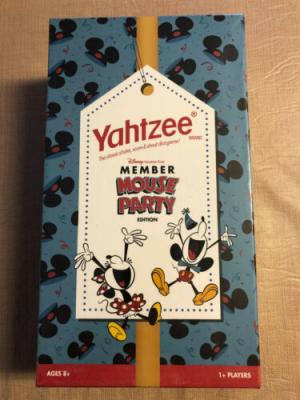 Yahtzee®
BRAND
The classic shake, score & shout dice game!
Disney Vacation Club
MEMBER
MOUSE
PARTY
EDITION
AGES 8+
1+ PLAYERS